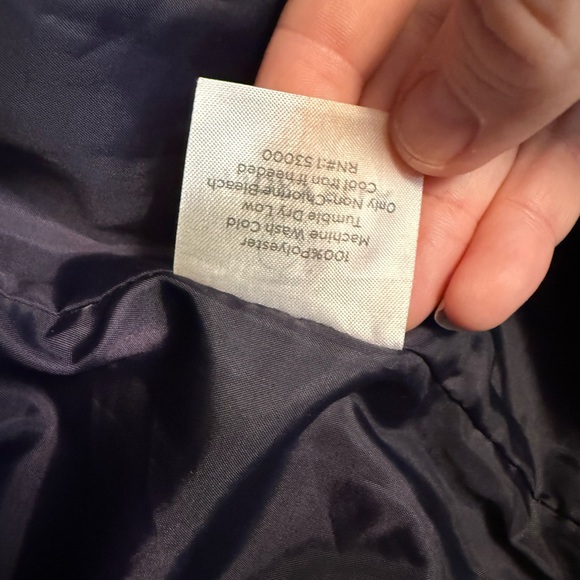 100%Polyester
Machine Wash Cold
Tumble Dry Low
Only Non-Chlorine Bleach
Cool Iron If needed
RN#:153000